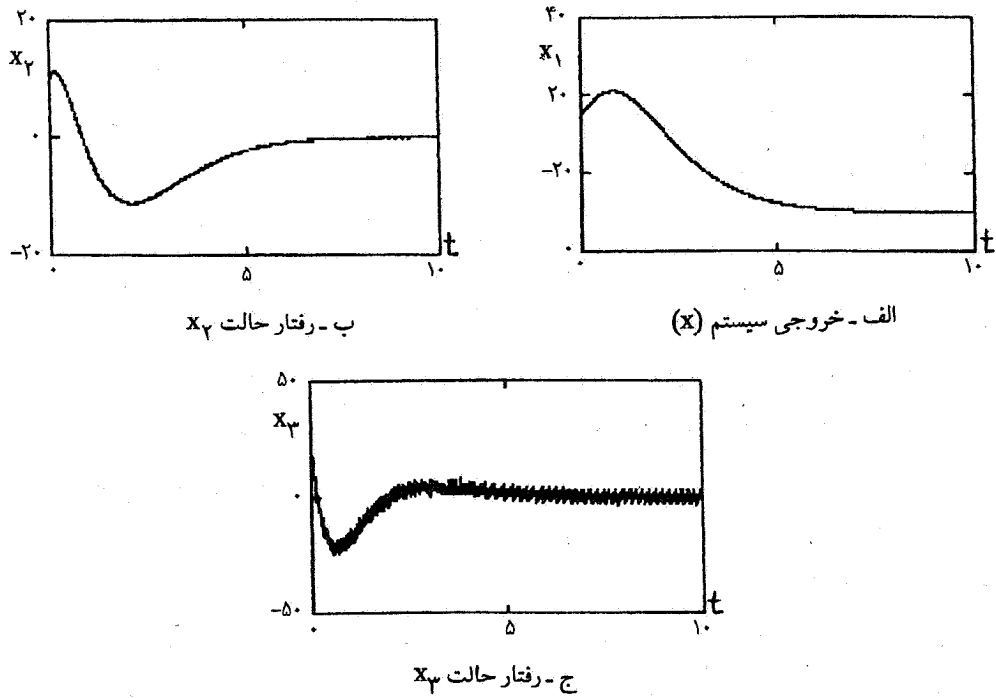 ۴۰
x۱
۲۰
-۲۰
۰
۰
۵
۱۰
t
الف ـ خروجی سیستم (x)
۲۰
x۲
۰
-۲۰
۰
۵
۱۰
t
ب ـ رفتار حالت x۲
۵۰
x۳
۰
-۵۰
۰
۵
۱۰
t
ج ـ رفتار حالت x۳